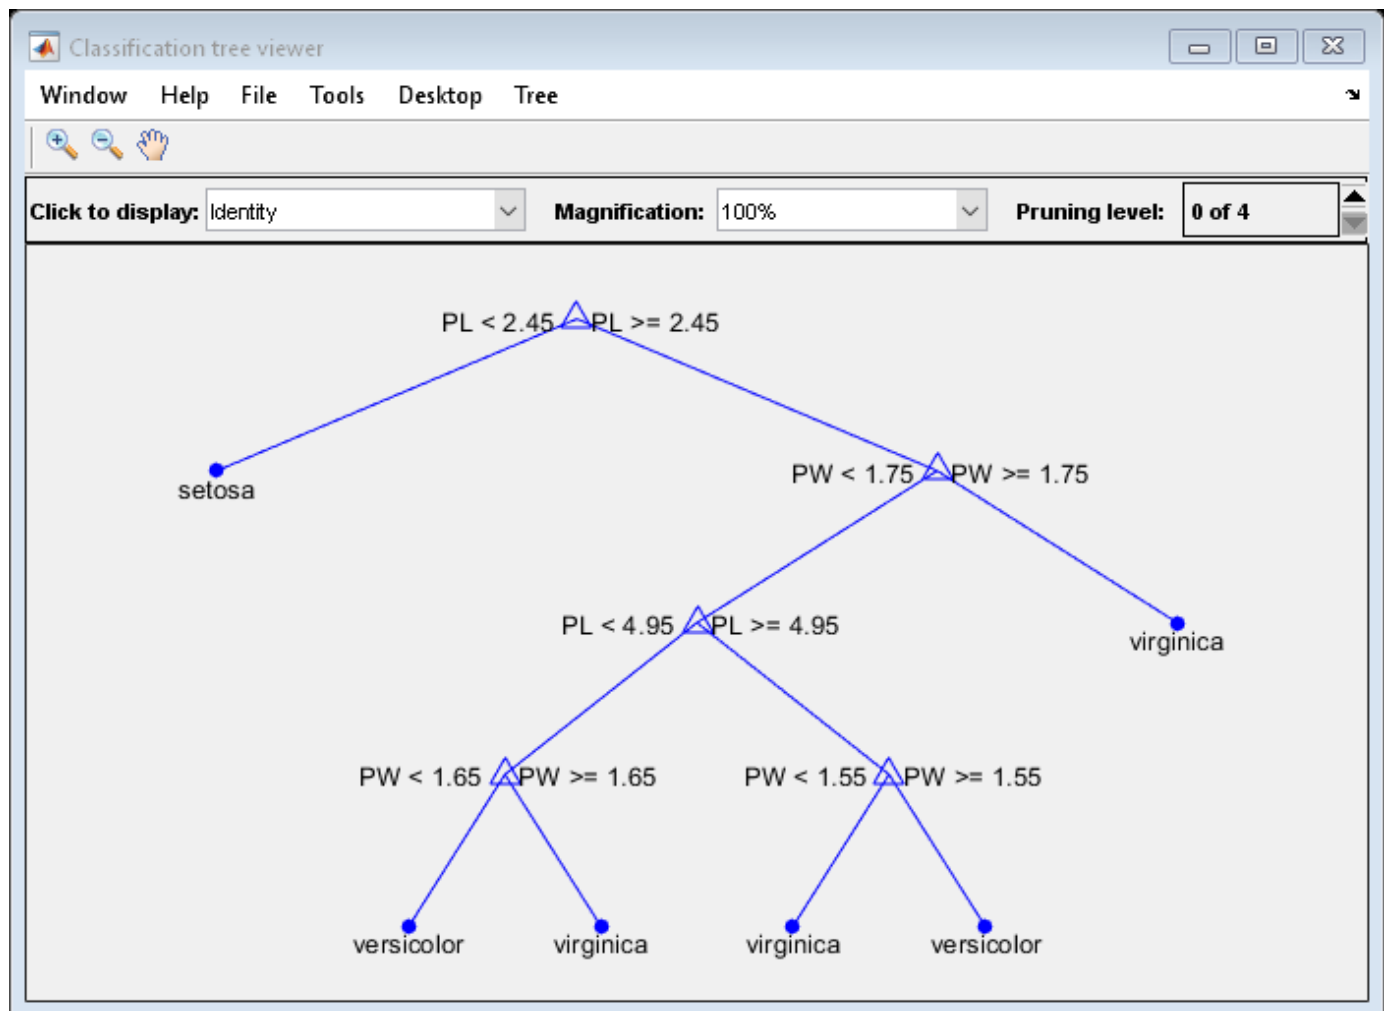 Classification tree viewer
Window Help File Tools Desktop Tree
Click to display: Identity Magnification: 100% Pruning level: 0 of 4
PL < 2.45 PL >= 2.45
setosa
PW < 1.75 PW >= 1.75
PL < 4.95 PL >= 4.95
virginica
PW < 1.65 PW >= 1.65 PW < 1.55 PW >= 1.55
versicolor virginica virginica versicolor